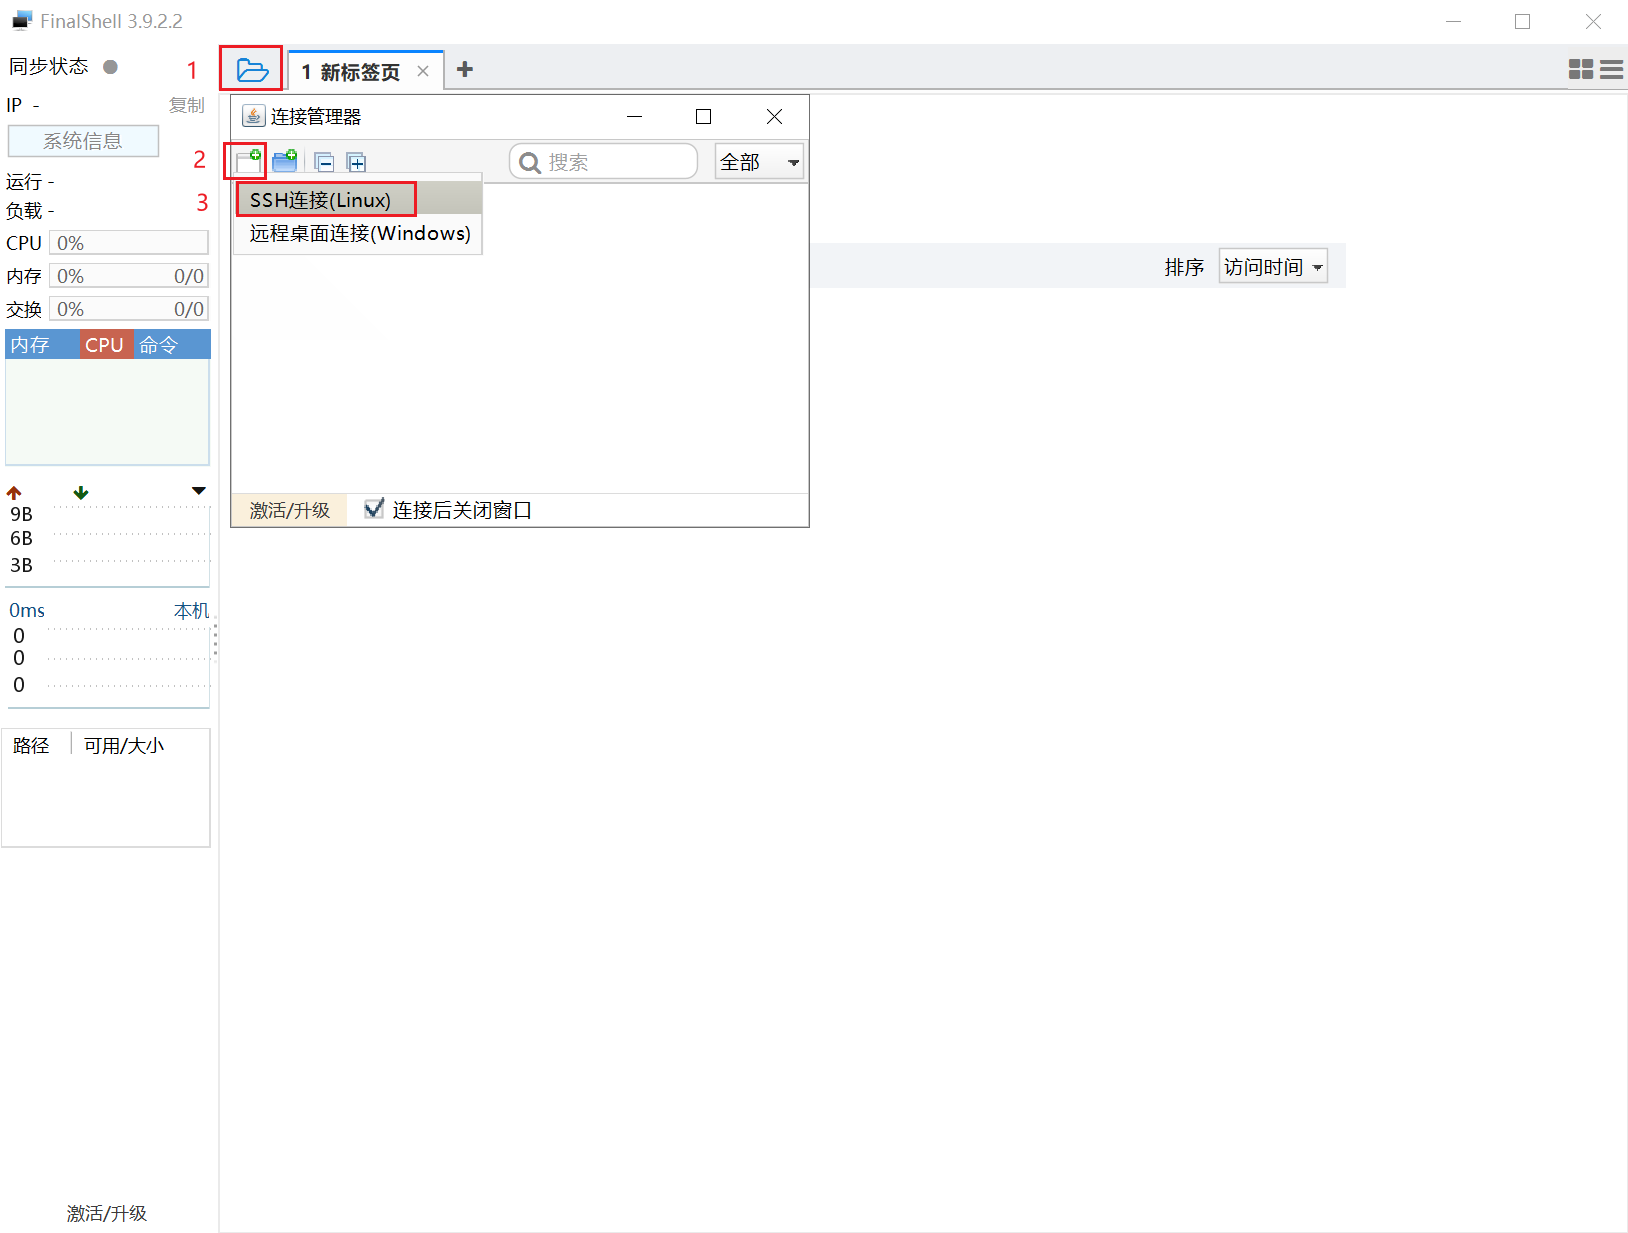 FinalShell 3.9.2.2
同步状态
1
1 新标签页
IP -
复制
系统信息
2
运行 -
3
负载 -
CPU 0%
内存 0% 0/0
交换 0% 0/0
内存 CPU 命令
9B
6B
3B
0ms 本机
0
0
0
路径 可用/大小
激活/升级
连接管理器
搜索
全部
SSH连接(Linux)
远程桌面连接(Windows)
激活/升级 连接后关闭窗口
排序 访问时间